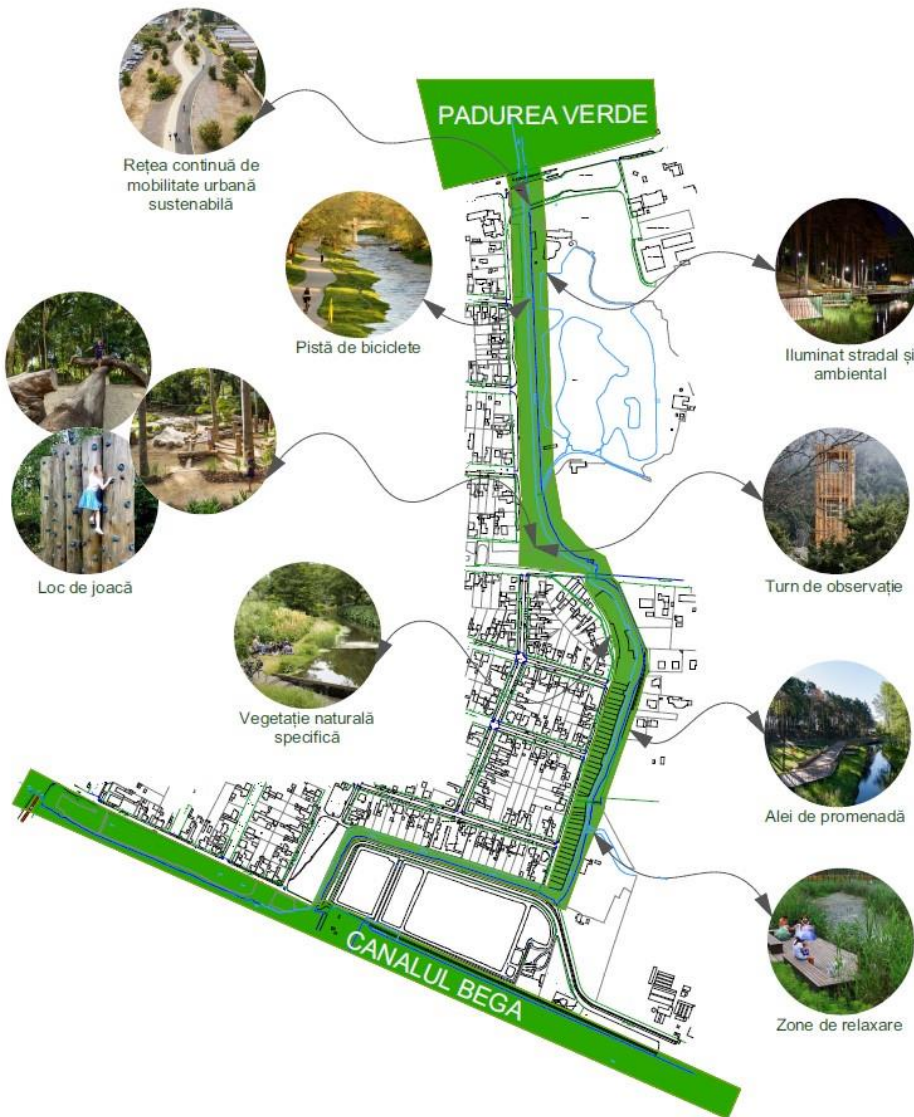 PADUREA VERDE
Rețea continuă de
mobilitate urbană
sustenabilă
Pistă de biciclete
Iluminat stradal și
ambiental
Loc de joacă
Turn de observație
Vegetație naturală
specifică
Alei de promenadă
CANALUL BEGA
Zone de relaxare